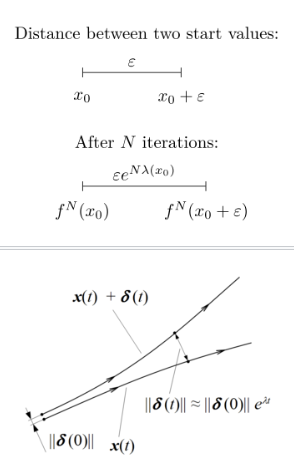 Distance between two start values:
ε
x₀ x₀ + ε
After N iterations:
εe^{Nλ(x₀)}
f^N(x₀) f^N(x₀ + ε)
x(t) + δ(t)
||δ(t)|| ≈ ||δ(0)|| e^{λt}
||δ(0)|| x(t)